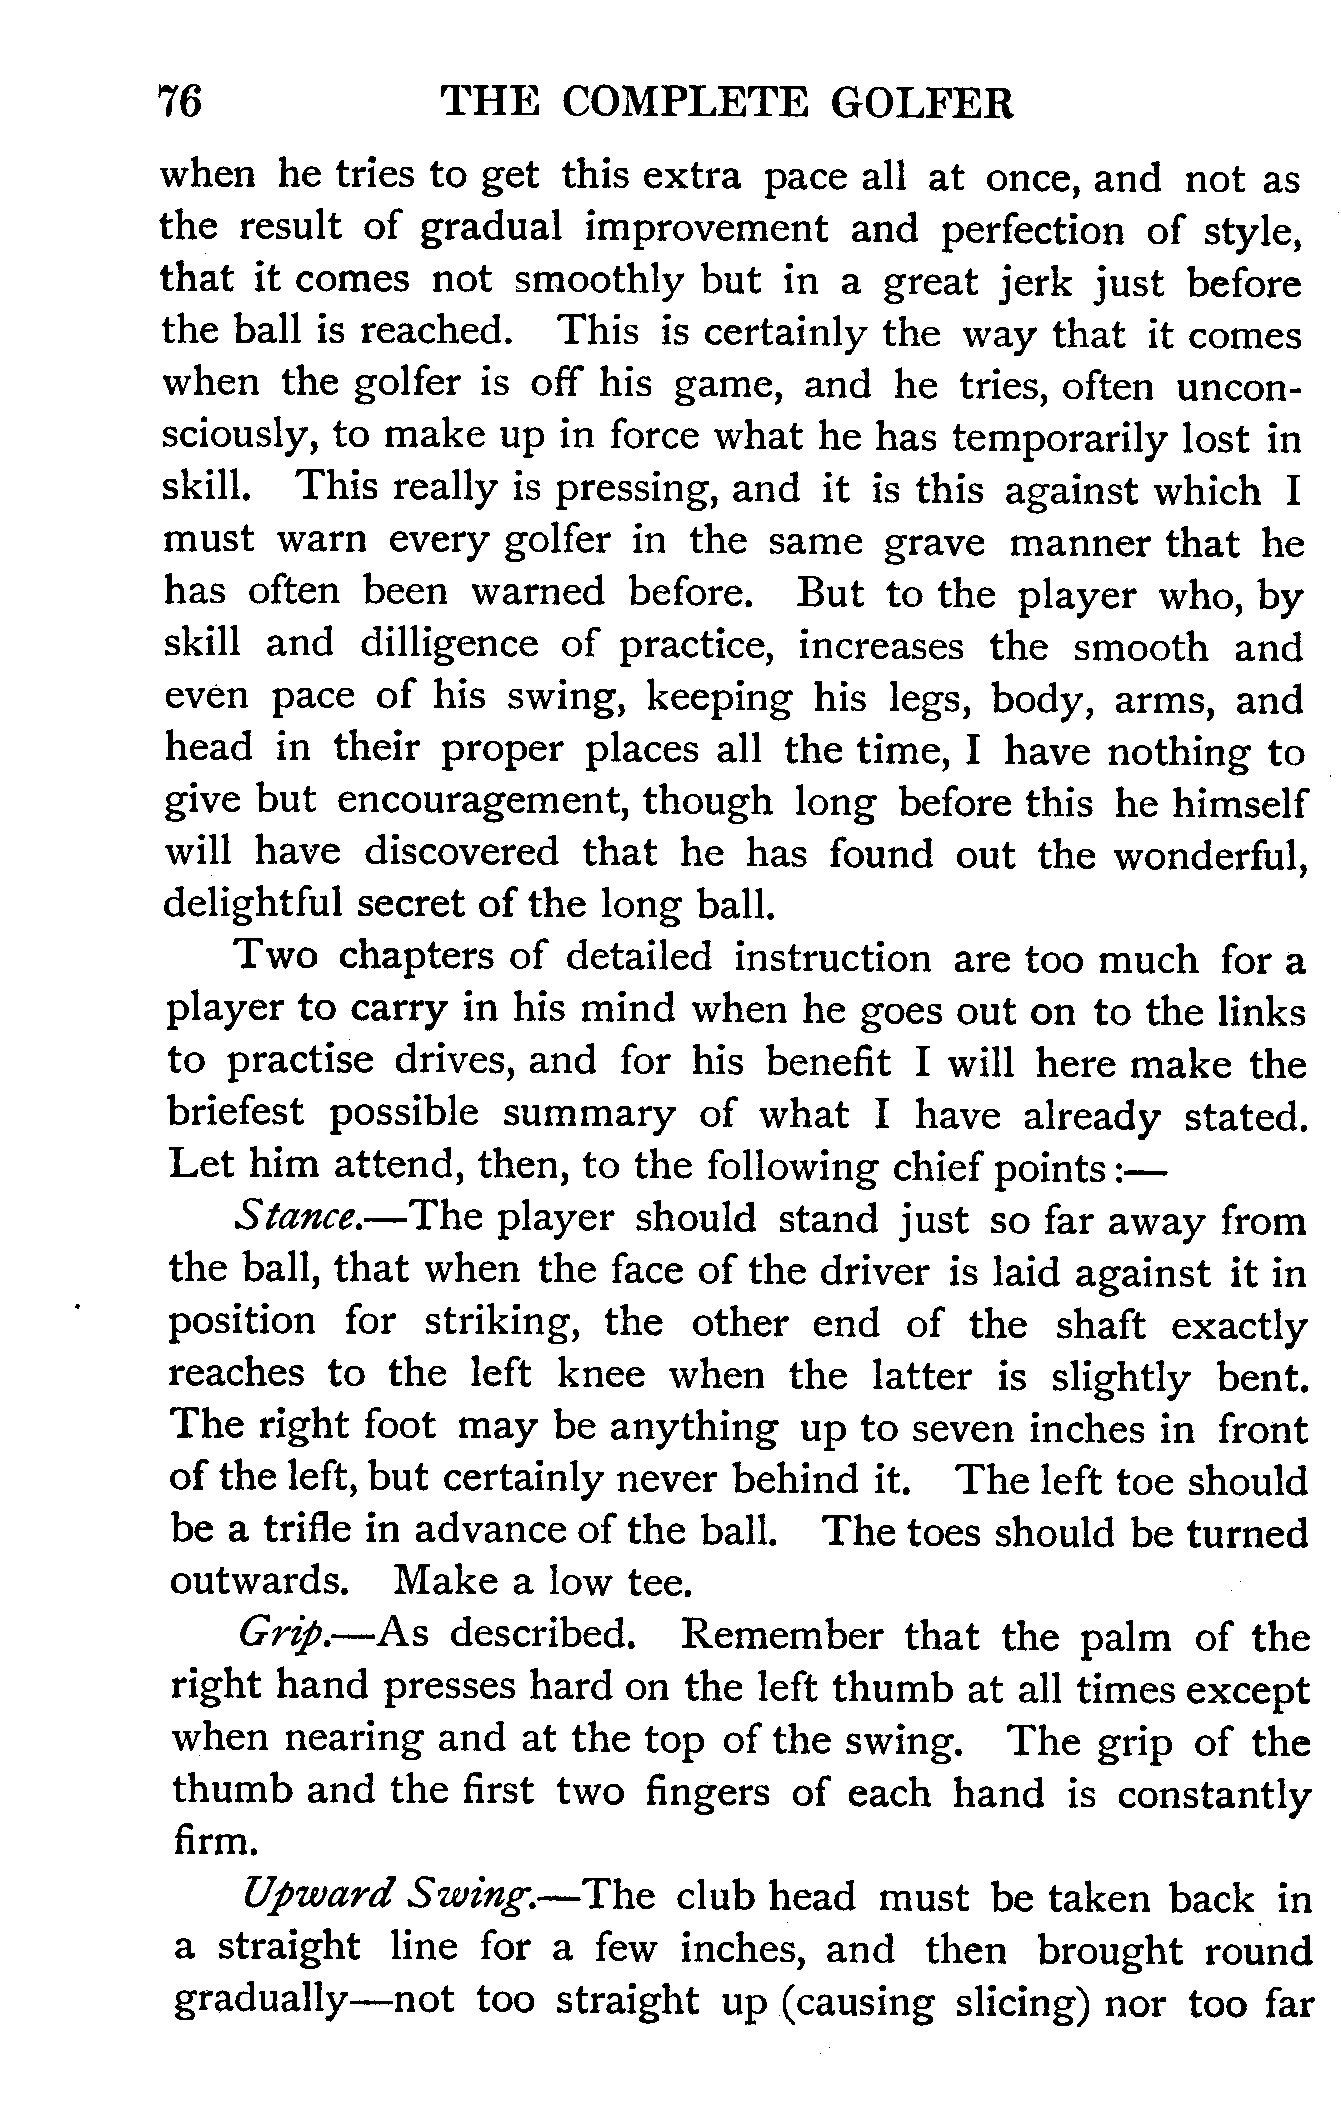 76 THE COMPLETE GOLFER
when he tries to get this extra pace all at once, and not as
the result of gradual improvement and perfection of style,
that it comes not smoothly but in a great jerk just before
the ball is reached. This is certainly the way that it comes
when the golfer is off his game, and he tries, often uncon-
sciously, to make up in force what he has temporarily lost in
skill. This really is pressing, and it is this against which I
must warn every golfer in the same grave manner that he
has often been warned before. But to the player who, by
skill and dilligence of practice, increases the smooth and
even pace of his swing, keeping his legs, body, arms, and
head in their proper places all the time, I have nothing to
give but encouragement, though long before this he himself
will have discovered that he has found out the wonderful,
delightful secret of the long ball.
Two chapters of detailed instruction are too much for a
player to carry in his mind when he goes out on to the links
to practise drives, and for his benefit I will here make the
briefest possible summary of what I have already stated.
Let him attend, then, to the following chief points:—
Stance.—The player should stand just so far away from
the ball, that when the face of the driver is laid against it in
position for striking, the other end of the shaft exactly
reaches to the left knee when the latter is slightly bent.
The right foot may be anything up to seven inches in front
of the left, but certainly never behind it. The left toe should
be a trifle in advance of the ball. The toes should be turned
outwards. Make a low tee.
Grip.—As described. Remember that the palm of the
right hand presses hard on the left thumb at all times except
when nearing and at the top of the swing. The grip of the
thumb and the first two fingers of each hand is constantly
firm.
Upward Swing.—The club head must be taken back in
a straight line for a few inches, and then brought round
gradually—not too straight up (causing slicing) nor too far